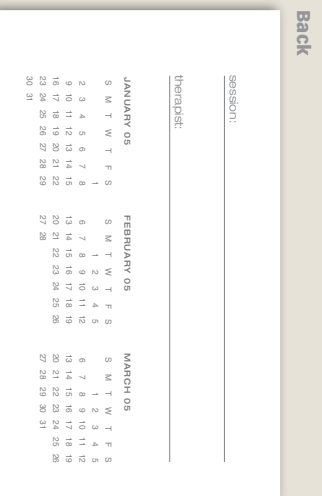 Back
session:
therapist:
JANUARY 05
S M T W T F S
1
2 3 4 5 6 7 8
9 10 11 12 13 14 15
16 17 18 19 20 21 22
23 24 25 26 27 28 29
30 31
FEBRUARY 05
S M T W T F S
1 2 3 4 5
6 7 8 9 10 11 12
13 14 15 16 17 18 19
20 21 22 23 24 25 26
27 28
MARCH 05
S M T W T F S
1 2 3 4 5
6 7 8 9 10 11 12
13 14 15 16 17 18 19
20 21 22 23 24 25 26
27 28 29 30 31